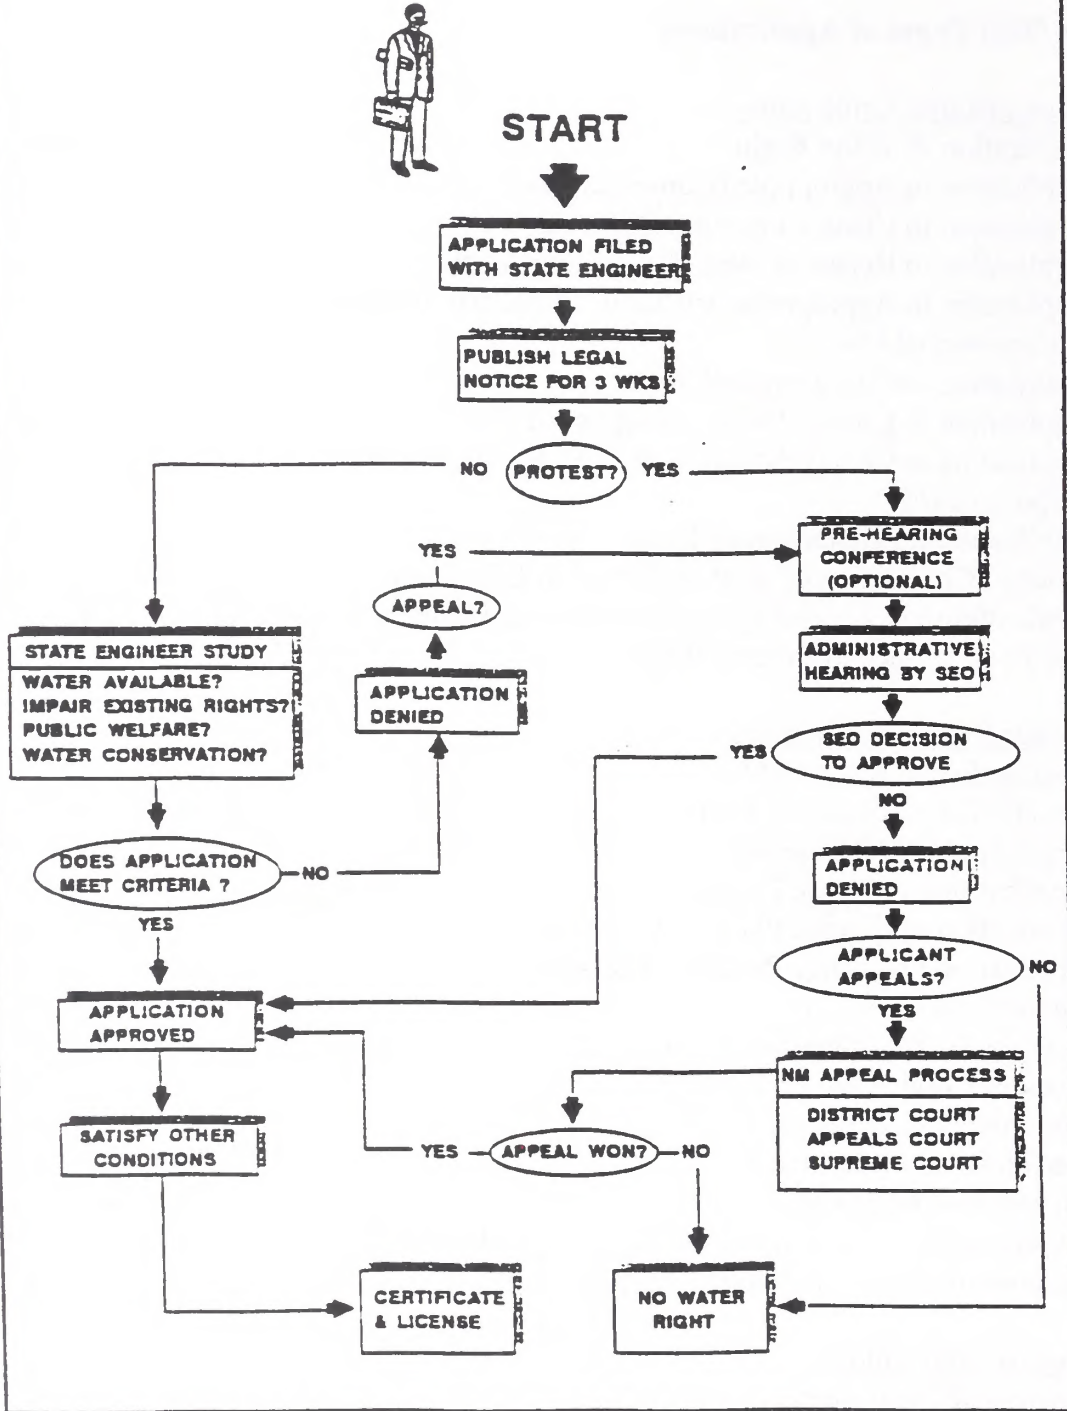 START
APPLICATION FILED
WITH STATE ENGINEER
PUBLISH LEGAL
NOTICE FOR 3 WKS
NO
PROTEST?
YES
PRE-HEARING
CONFERENCE
(OPTIONAL)
YES
APPEAL?
ADMINISTRATIVE
HEARING BY SEO
STATE ENGINEER STUDY
WATER AVAILABLE?
IMPAIR EXISTING RIGHTS?
PUBLIC WELFARE?
WATER CONSERVATION?
APPLICATION
DENIED
YES
SEO DECISION
TO APPROVE
NO
DOES APPLICATION
MEET CRITERIA ?
NO
YES
APPLICATION
DENIED
APPLICANT
APPEALS?
NO
YES
APPLICATION
APPROVED
NM APPEAL PROCESS
DISTRICT COURT
APPEALS COURT
SUPREME COURT
SATISFY OTHER
CONDITIONS
YES
APPEAL WON?
NO
CERTIFICATE
& LICENSE
NO WATER
RIGHT